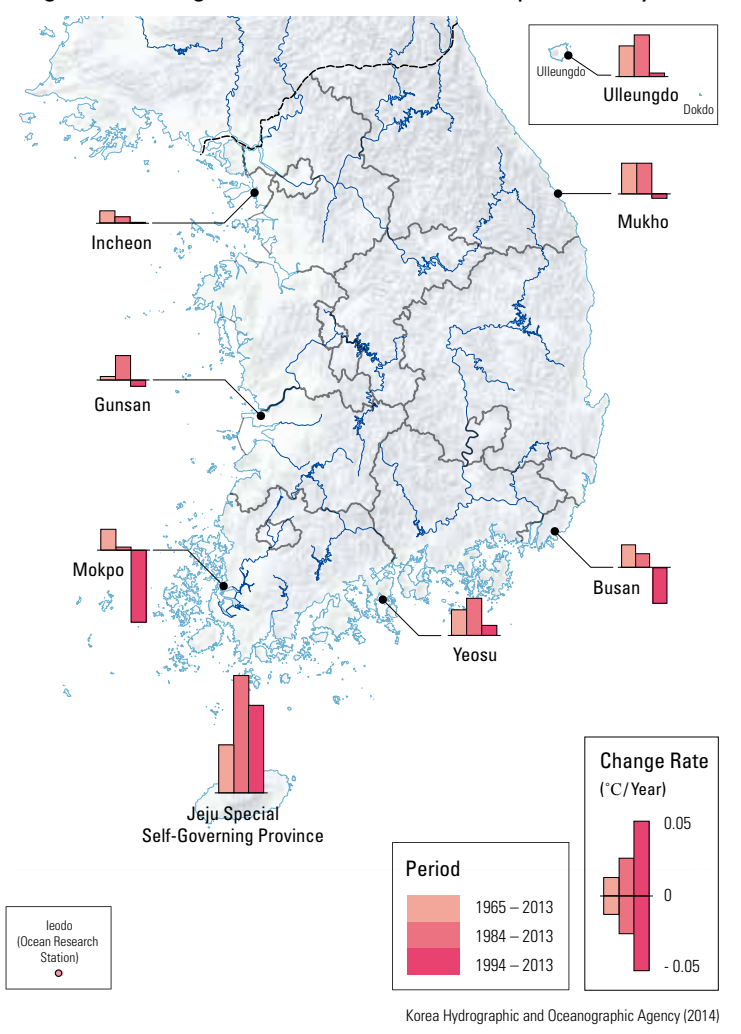 Ulleungdo
Ulleungdo
Dokdo
Mukho
Incheon
Gunsan
Mokpo
Busan
Yeosu
Jeju Special
Self-Governing Province
Change Rate
(°C/Year)
0.05
0
- 0.05
Period
1965 – 2013
1984 – 2013
1994 – 2013
Ieodo
(Ocean Research
Station)
Korea Hydrographic and Oceanographic Agency (2014)